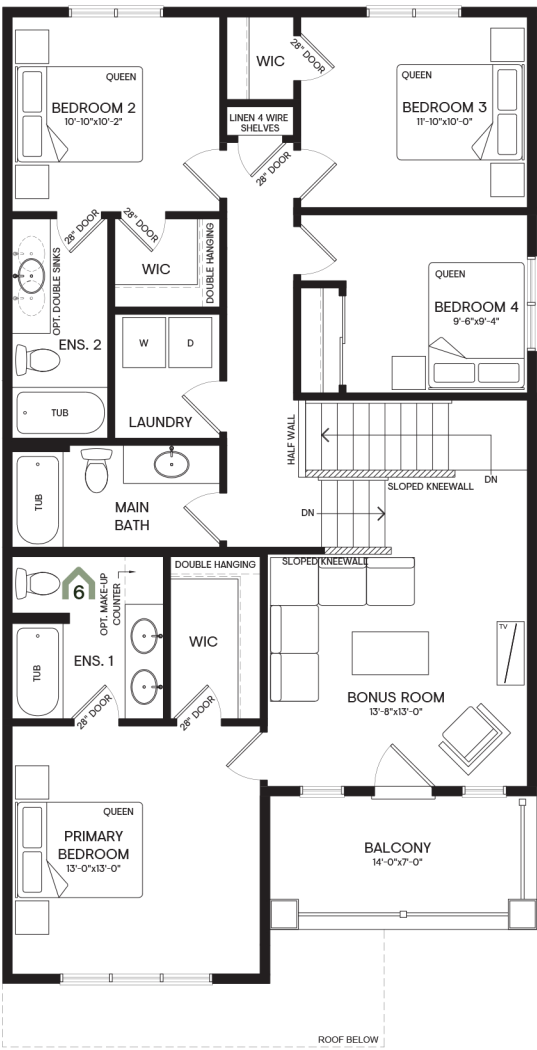 WIC
28" DOOR
QUEEN
BEDROOM 2
10'-10"x10'-2"
QUEEN
BEDROOM 3
11'-10"x10'-0"
LINEN 4 WIRE
SHELVES
28" DOOR
28" DOOR
28" DOOR
OPT. DOUBLE SINKS
WIC
DOUBLE HANGING
QUEEN
BEDROOM 4
9'-6"x9'-4"
ENS. 2
W
D
TUB
LAUNDRY
HALF WALL
DN
SLOPED KNEEWALL
TUB
MAIN
BATH
DN
SLOPED KNEEWALL
DOUBLE HANGING
6
OPT. MAKE-UP
COUNTER
TUB
ENS. 1
WIC
TV
28" DOOR
28" DOOR
BONUS ROOM
13'-8"x13'-0"
QUEEN
PRIMARY
BEDROOM
13'-0"x13'-0"
BALCONY
14'-0"x7'-0"
ROOF BELOW